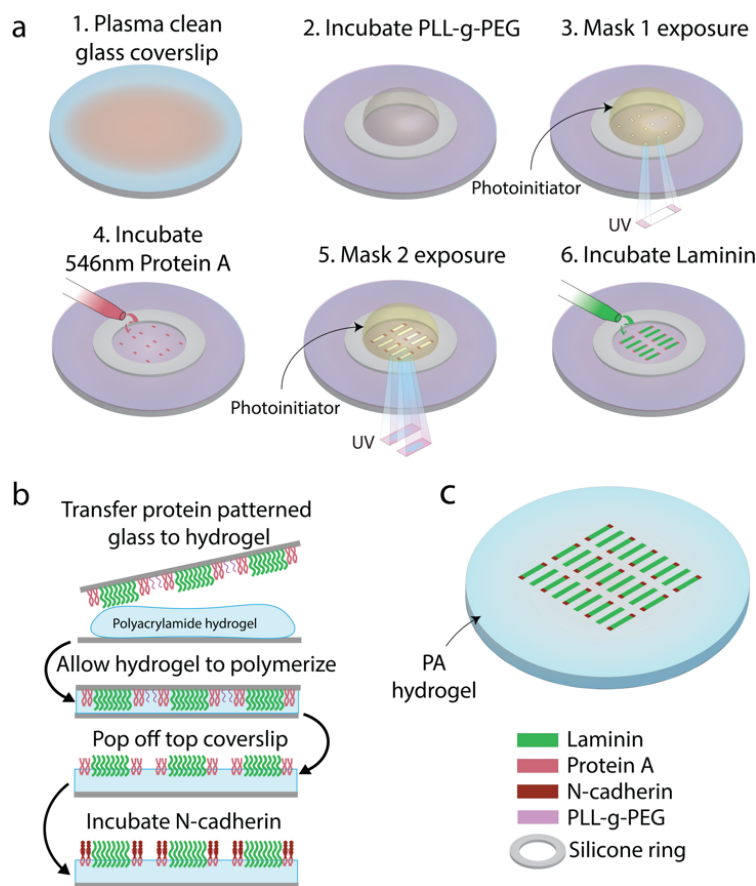 a
1. Plasma clean
glass coverslip
2. Incubate PLL-g-PEG
3. Mask 1 exposure
Photoinitiator
UV
4. Incubate
546nm Protein A
5. Mask 2 exposure
Photoinitiator
UV
6. Incubate Laminin
b
Transfer protein patterned
glass to hydrogel
Polyacrylamide hydrogel
Allow hydrogel to polymerize
Pop off top coverslip
Incubate N-cadherin
c
PA
hydrogel
Laminin
Protein A
N-cadherin
PLL-g-PEG
Silicone ring